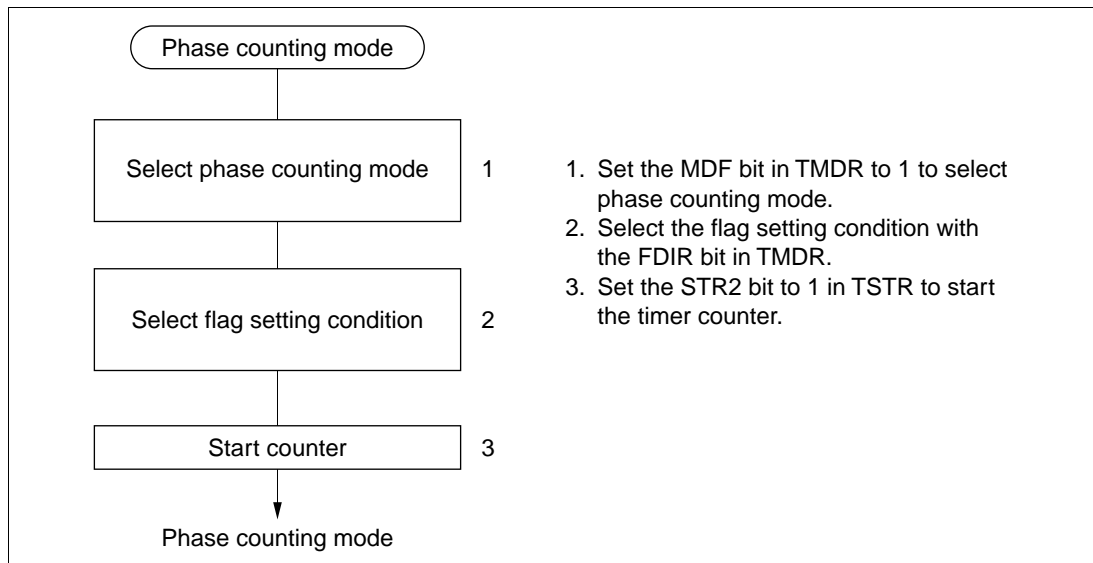 Phase counting mode
Select phase counting mode 1
Select flag setting condition 2
Start counter 3
Phase counting mode
1. Set the MDF bit in TMDR to 1 to select
phase counting mode.
2. Select the flag setting condition with
the FDIR bit in TMDR.
3. Set the STR2 bit to 1 in TSTR to start
the timer counter.